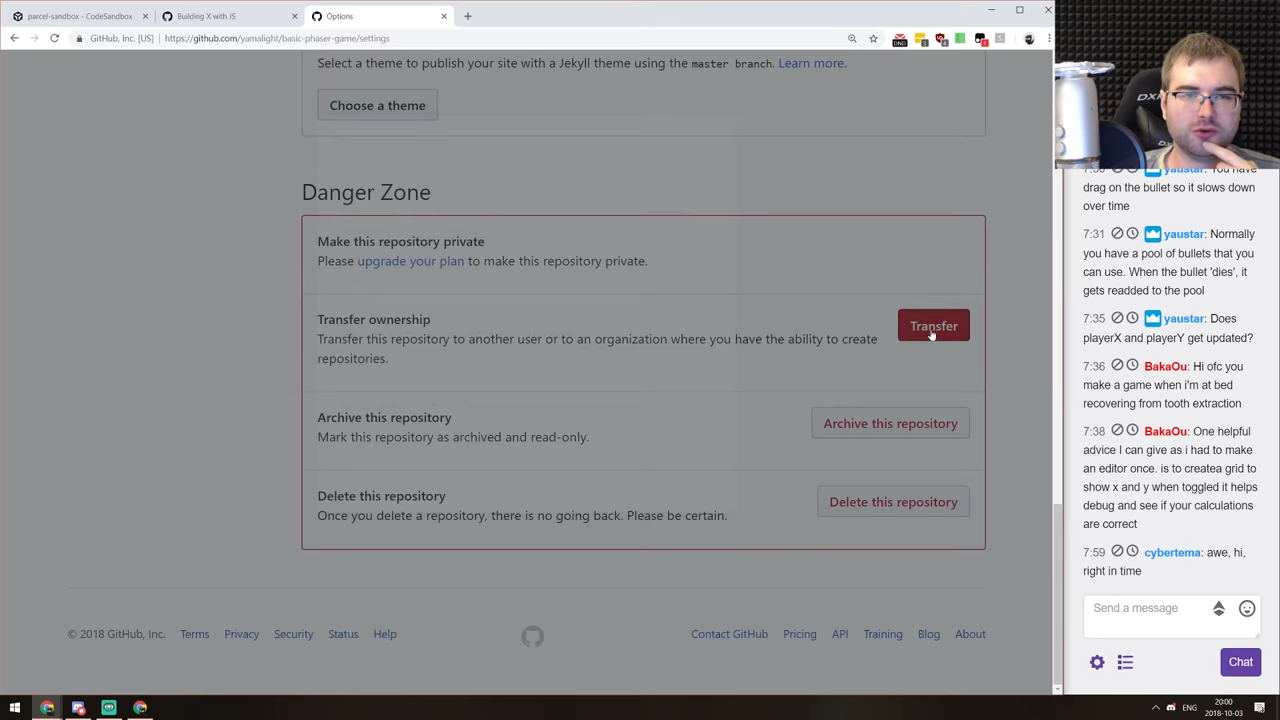 parcel-sandbox - CodeSandbox
Building X with JS
Options
GitHub, Inc. [US]
https://github.com/yamalight/basic-phaser-game/settings
Select a theme to publish your site with a Jekyll theme using the master branch. Learn more.
Choose a theme
Danger Zone
Make this repository private
Please upgrade your plan to make this repository private.
Transfer ownership
Transfer this repository to another user or to an organization where you have the ability to create
repositories.
Transfer
Archive this repository
Mark this repository as archived and read-only.
Archive this repository
Delete this repository
Once you delete a repository, there is no going back. Please be certain.
Delete this repository
© 2018 GitHub, Inc.
Terms
Privacy
Security
Status
Help
Contact GitHub
Pricing
API
Training
Blog
About
yaustar: You have
drag on the bullet so it slows down
over time
7:31 yaustar: Normally
you have a pool of bullets that you
can use. When the bullet 'dies', it
gets readded to the pool
7:35 yaustar: Does
playerX and playerY get updated?
7:36 BakaOu: Hi ofc you
make a game when i'm at bed
recovering from tooth extraction
7:38 BakaOu: One helpful
advice I can give as i had to make
an editor once. is to createa grid to
show x and y when toggled it helps
debug and see if your calculations
are correct
7:59 cybertema: awe, hi,
right in time
Send a message
Chat
ENG
20:00
2018-10-03